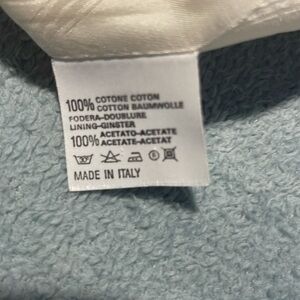 100% COTONE COTON
COTTON BAUMWOLLE
FODERA-DOUBLURE
LINING-GINSTER
100% ACETATO-ACETATE
ACETATE-ACETAT
MADE IN ITALY